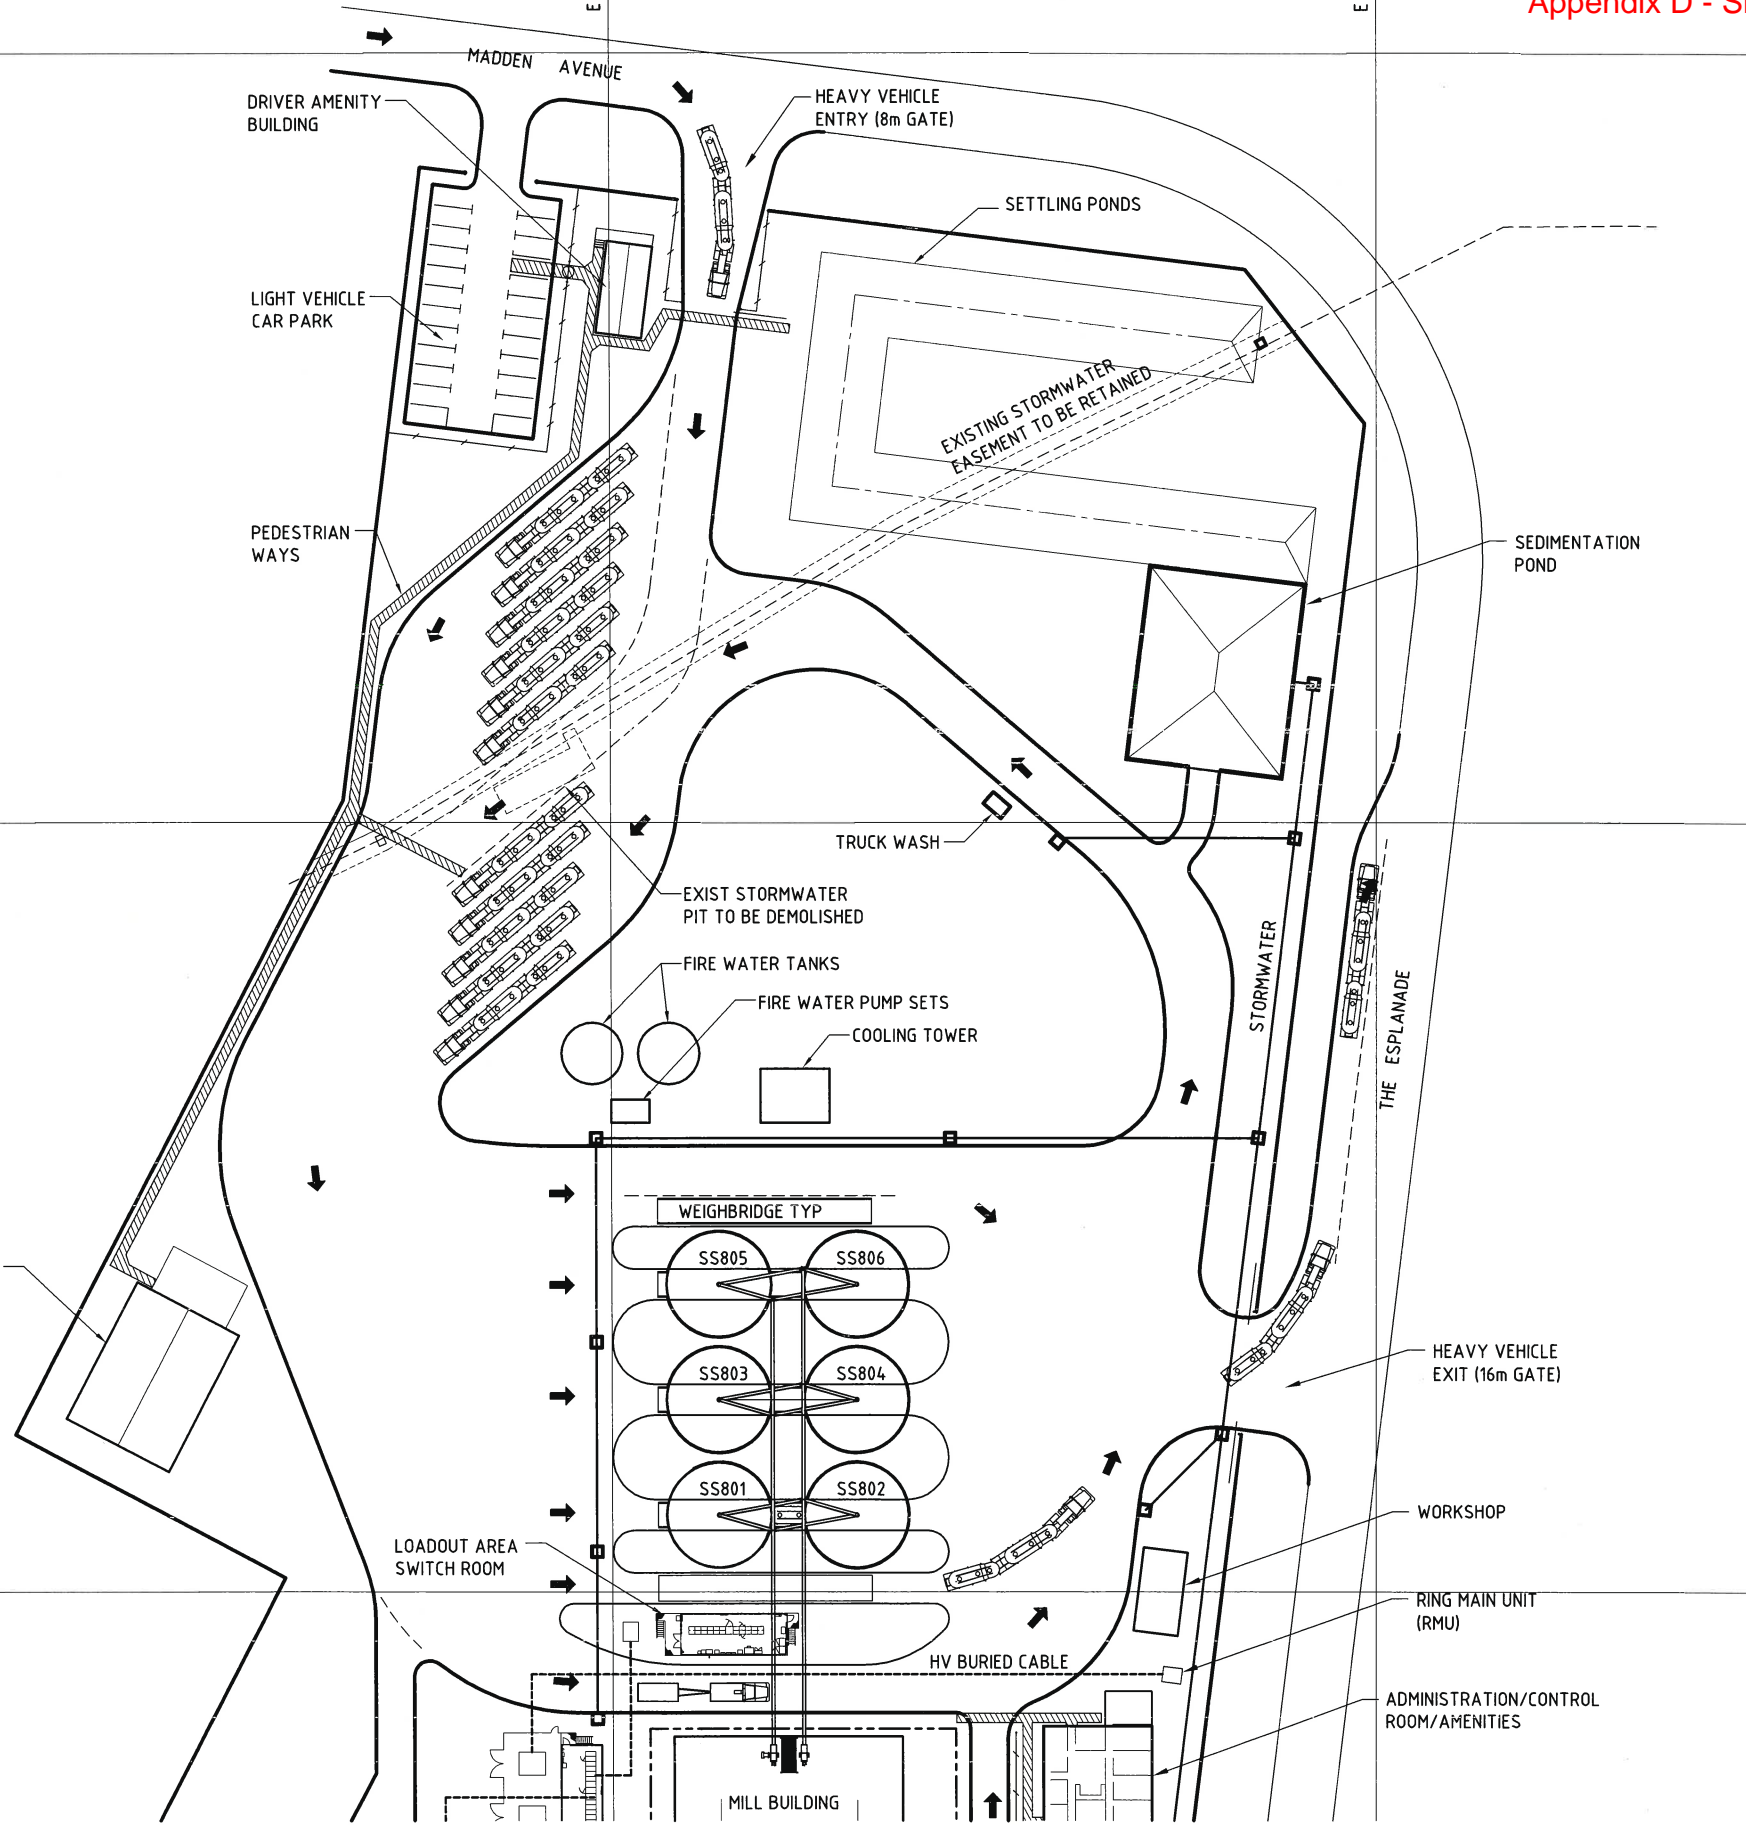 Appendix D - S
E
E
MADDEN AVENUE
DRIVER AMENITY
BUILDING
HEAVY VEHICLE
ENTRY (8m GATE)
SETTLING PONDS
LIGHT VEHICLE
CAR PARK
EXISTING STORMWATER
EASEMENT TO BE RETAINED
PEDESTRIAN
WAYS
SEDIMENTATION
POND
TRUCK WASH
EXIST STORMWATER
PIT TO BE DEMOLISHED
FIRE WATER TANKS
FIRE WATER PUMP SETS
COOLING TOWER
STORMWATER
THE ESPLANADE
WEIGHBRIDGE TYP
SS805
SS806
SS803
SS804
HEAVY VEHICLE
EXIT (16m GATE)
SS801
SS802
WORKSHOP
LOADOUT AREA
SWITCH ROOM
RING MAIN UNIT
(RMU)
HV BURIED CABLE
ADMINISTRATION/CONTROL
ROOM/AMENITIES
MILL BUILDING